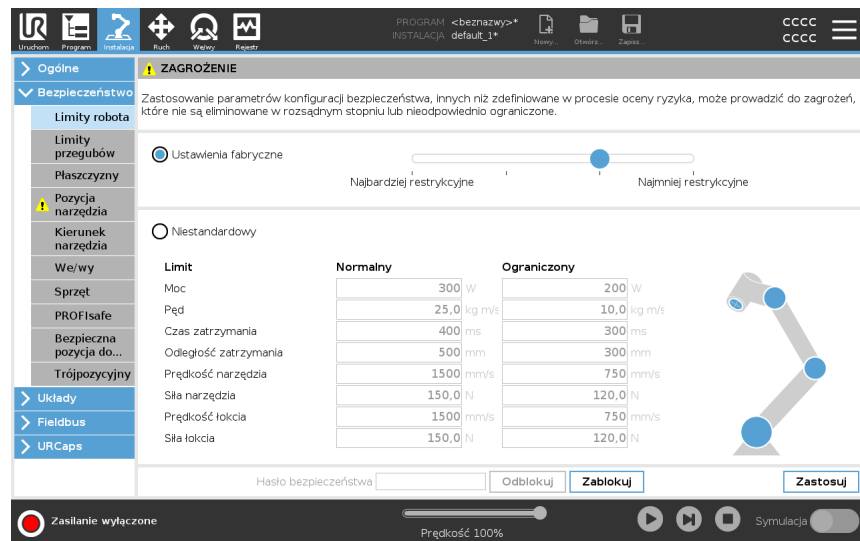 PROGRAM <beznazwy>*
INSTALACJA default_1*
Uruchom Program Instalacja Ruch We/wy Rejestr Nowy... Otwórz... Zapisz...
CCCC
CCCC
Ogólne
Bezpieczeństwo
Limity robota
Limity przegubów
Płaszczyzny
Pozycja narzędzia
Kierunek narzędzia
We/wy
Sprzęt
PROFIsafe
Bezpieczna pozycja do...
Trójpozycyjny
Układy
Fieldbus
URCaps
ZAGROŻENIE
Zastosowanie parametrów konfiguracji bezpieczeństwa, innych niż zdefiniowane w procesie oceny ryzyka, może prowadzić do zagrożeń,
które nie są eliminowane w rozsądnym stopniu lub nieodpowiednio ograniczone.
Ustawienia fabryczne
Najbardziej restrykcyjne Najmniej restrykcyjne
Niestandardowy
Limit Normalny Ograniczony
Moc 300 W 200 W
Pęd 25,0 kg m/s 10,0 kg m/s
Czas zatrzymania 400 ms 300 ms
Odległość zatrzymania 500 mm 300 mm
Prędkość narzędzia 1500 mm/s 750 mm/s
Siła narzędzia 150,0 N 120,0 N
Prędkość łokcia 1500 mm/s 750 mm/s
Siła łokcia 150,0 N 120,0 N
Hasło bezpieczeństwa Odblokuj Zablokuj Zastosuj
Zasilanie wyłączone
Prędkość 100%
Symulacja